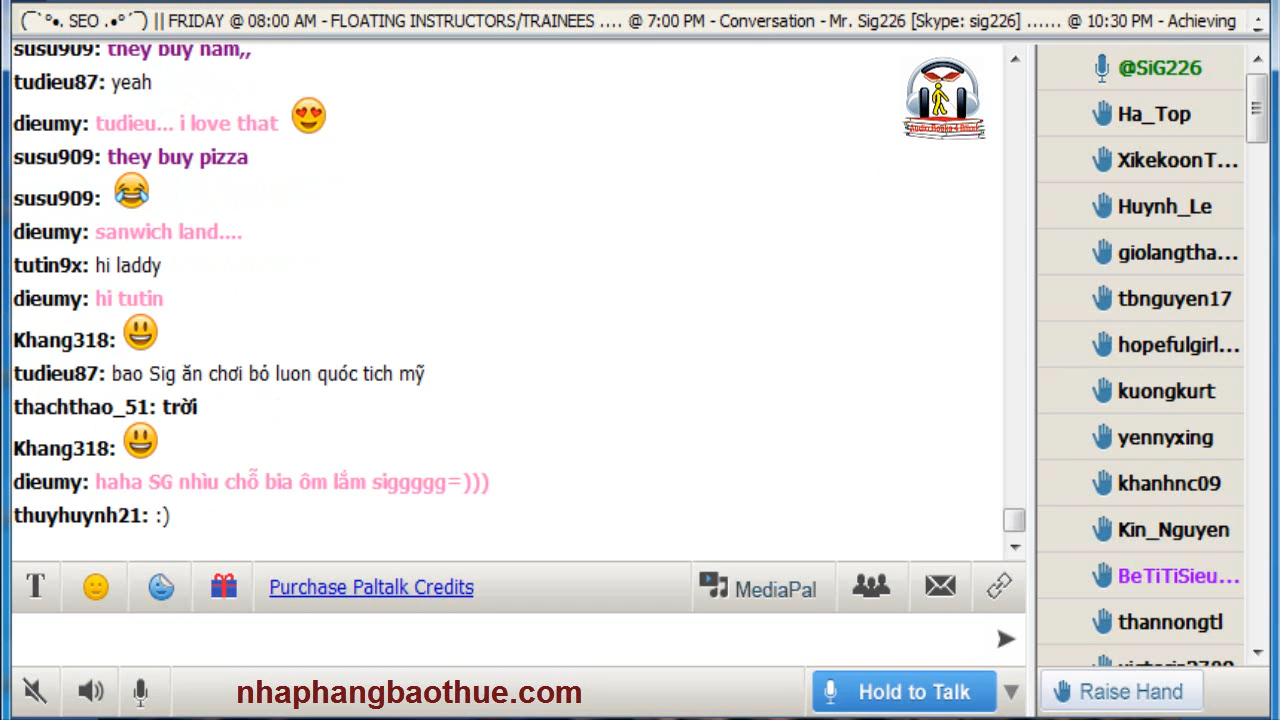 (¯`°•. SEO .•°´¯) || FRIDAY @ 08:00 AM - FLOATING INSTRUCTORS/TRAINEES .... @ 7:00 PM - Conversation - Mr. Sig226 [Skype: sig226] ...... @ 10:30 PM - Achieving
susu909: they buy nam,,
tudieu87: yeah
dieumy: tudieu... i love that 😍
susu909: they buy pizza
susu909: 😂
dieumy: sanwich land....
tutin9x: hi laddy
dieumy: hi tutin
Khang318: 😃
tudieu87: bao Sig ăn chơi bỏ luon quóc tich mỹ
thachthao_51: trời
Khang318: 😃
dieumy: haha SG nhìu chỗ bia ôm lắm siggggg=)))
thuyhuynh21: :)
@SiG226
Ha_Top
XikekoonT...
Huynh_Le
giolangtha...
tbnguyen17
hopefulgirl...
kuongkurt
yennyxing
khanhnc09
Kin_Nguyen
BeTiTiSieu...
thannongtl
T
Purchase Paltalk Credits
MediaPal
nhaphangbaothue.com
Hold to Talk
Raise Hand